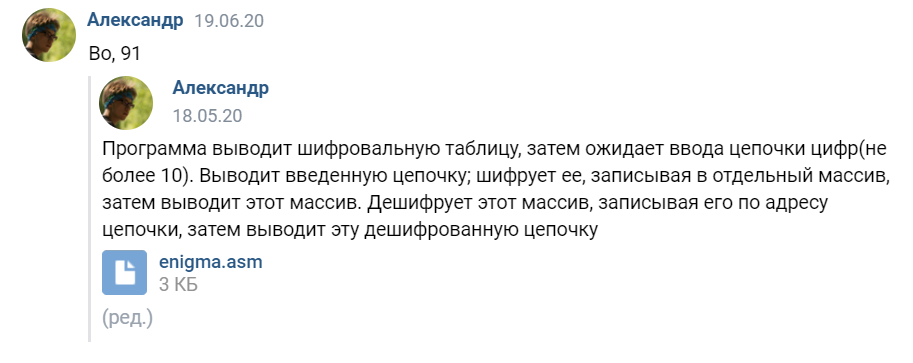 Александр 19.06.20
Во, 91
Александр
18.05.20
Программа выводит шифровальную таблицу, затем ожидает ввода цепочки цифр(не
более 10). Выводит введенную цепочку; шифрует ее, записывая в отдельный массив,
затем выводит этот массив. Дешифрует этот массив, записывая его по адресу
цепочки, затем выводит эту дешифрованную цепочку
enigma.asm
3 КБ
(ред.)